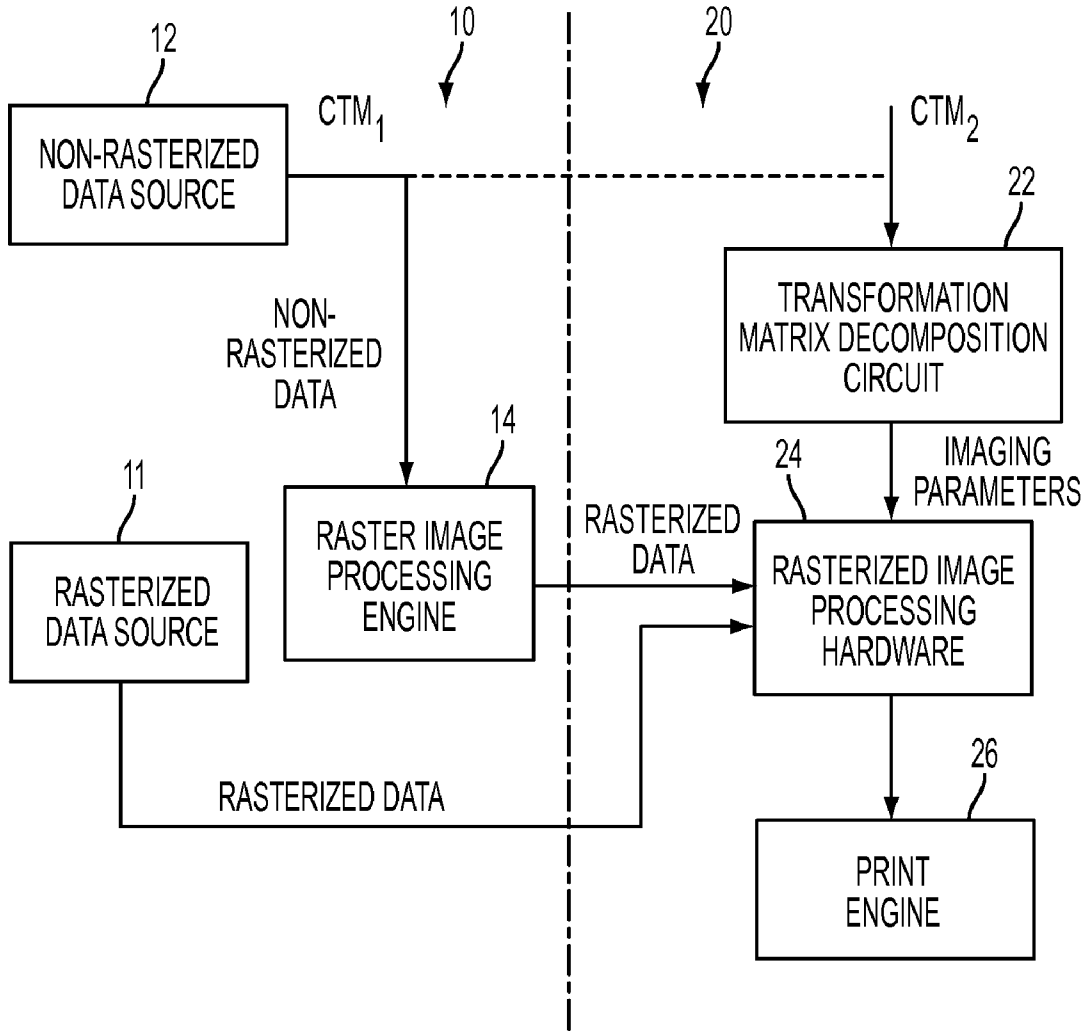 12
10
20
CTM1
CTM2
NON-RASTERIZED
DATA SOURCE
22
TRANSFORMATION
MATRIX DECOMPOSITION
CIRCUIT
NON-
RASTERIZED
DATA
14
24
IMAGING
PARAMETERS
11
RASTER IMAGE
PROCESSING
ENGINE
RASTERIZED
DATA
RASTERIZED IMAGE
PROCESSING
HARDWARE
RASTERIZED
DATA SOURCE
RASTERIZED DATA
26
PRINT
ENGINE